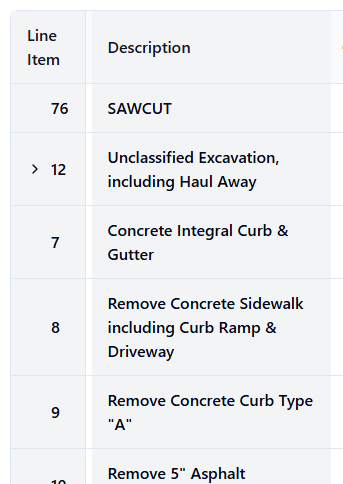 Line
Item
Description
76
SAWCUT
12
Unclassified Excavation,
including Haul Away
7
Concrete Integral Curb &
Gutter
8
Remove Concrete Sidewalk
including Curb Ramp &
Driveway
9
Remove Concrete Curb Type
"A"
10
Remove 5" Asphalt